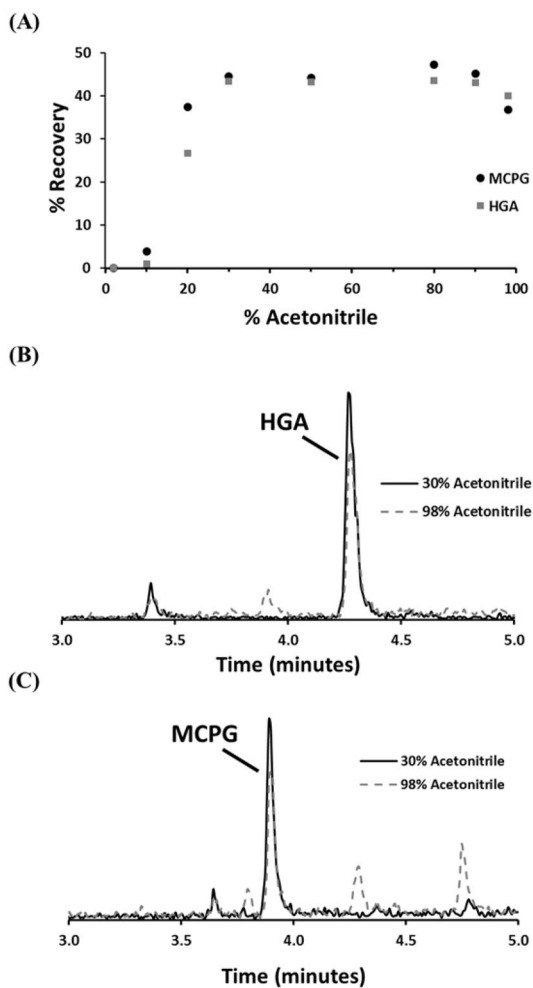 (A)
50
40
30
20
10
0
% Recovery
MCPG
HGA
0 20 40 60 80 100
% Acetonitrile
(B)
HGA
30% Acetonitrile
98% Acetonitrile
3.0 3.5 4.0 4.5 5.0
Time (minutes)
(C)
MCPG
30% Acetonitrile
98% Acetonitrile
3.0 3.5 4.0 4.5 5.0
Time (minutes)